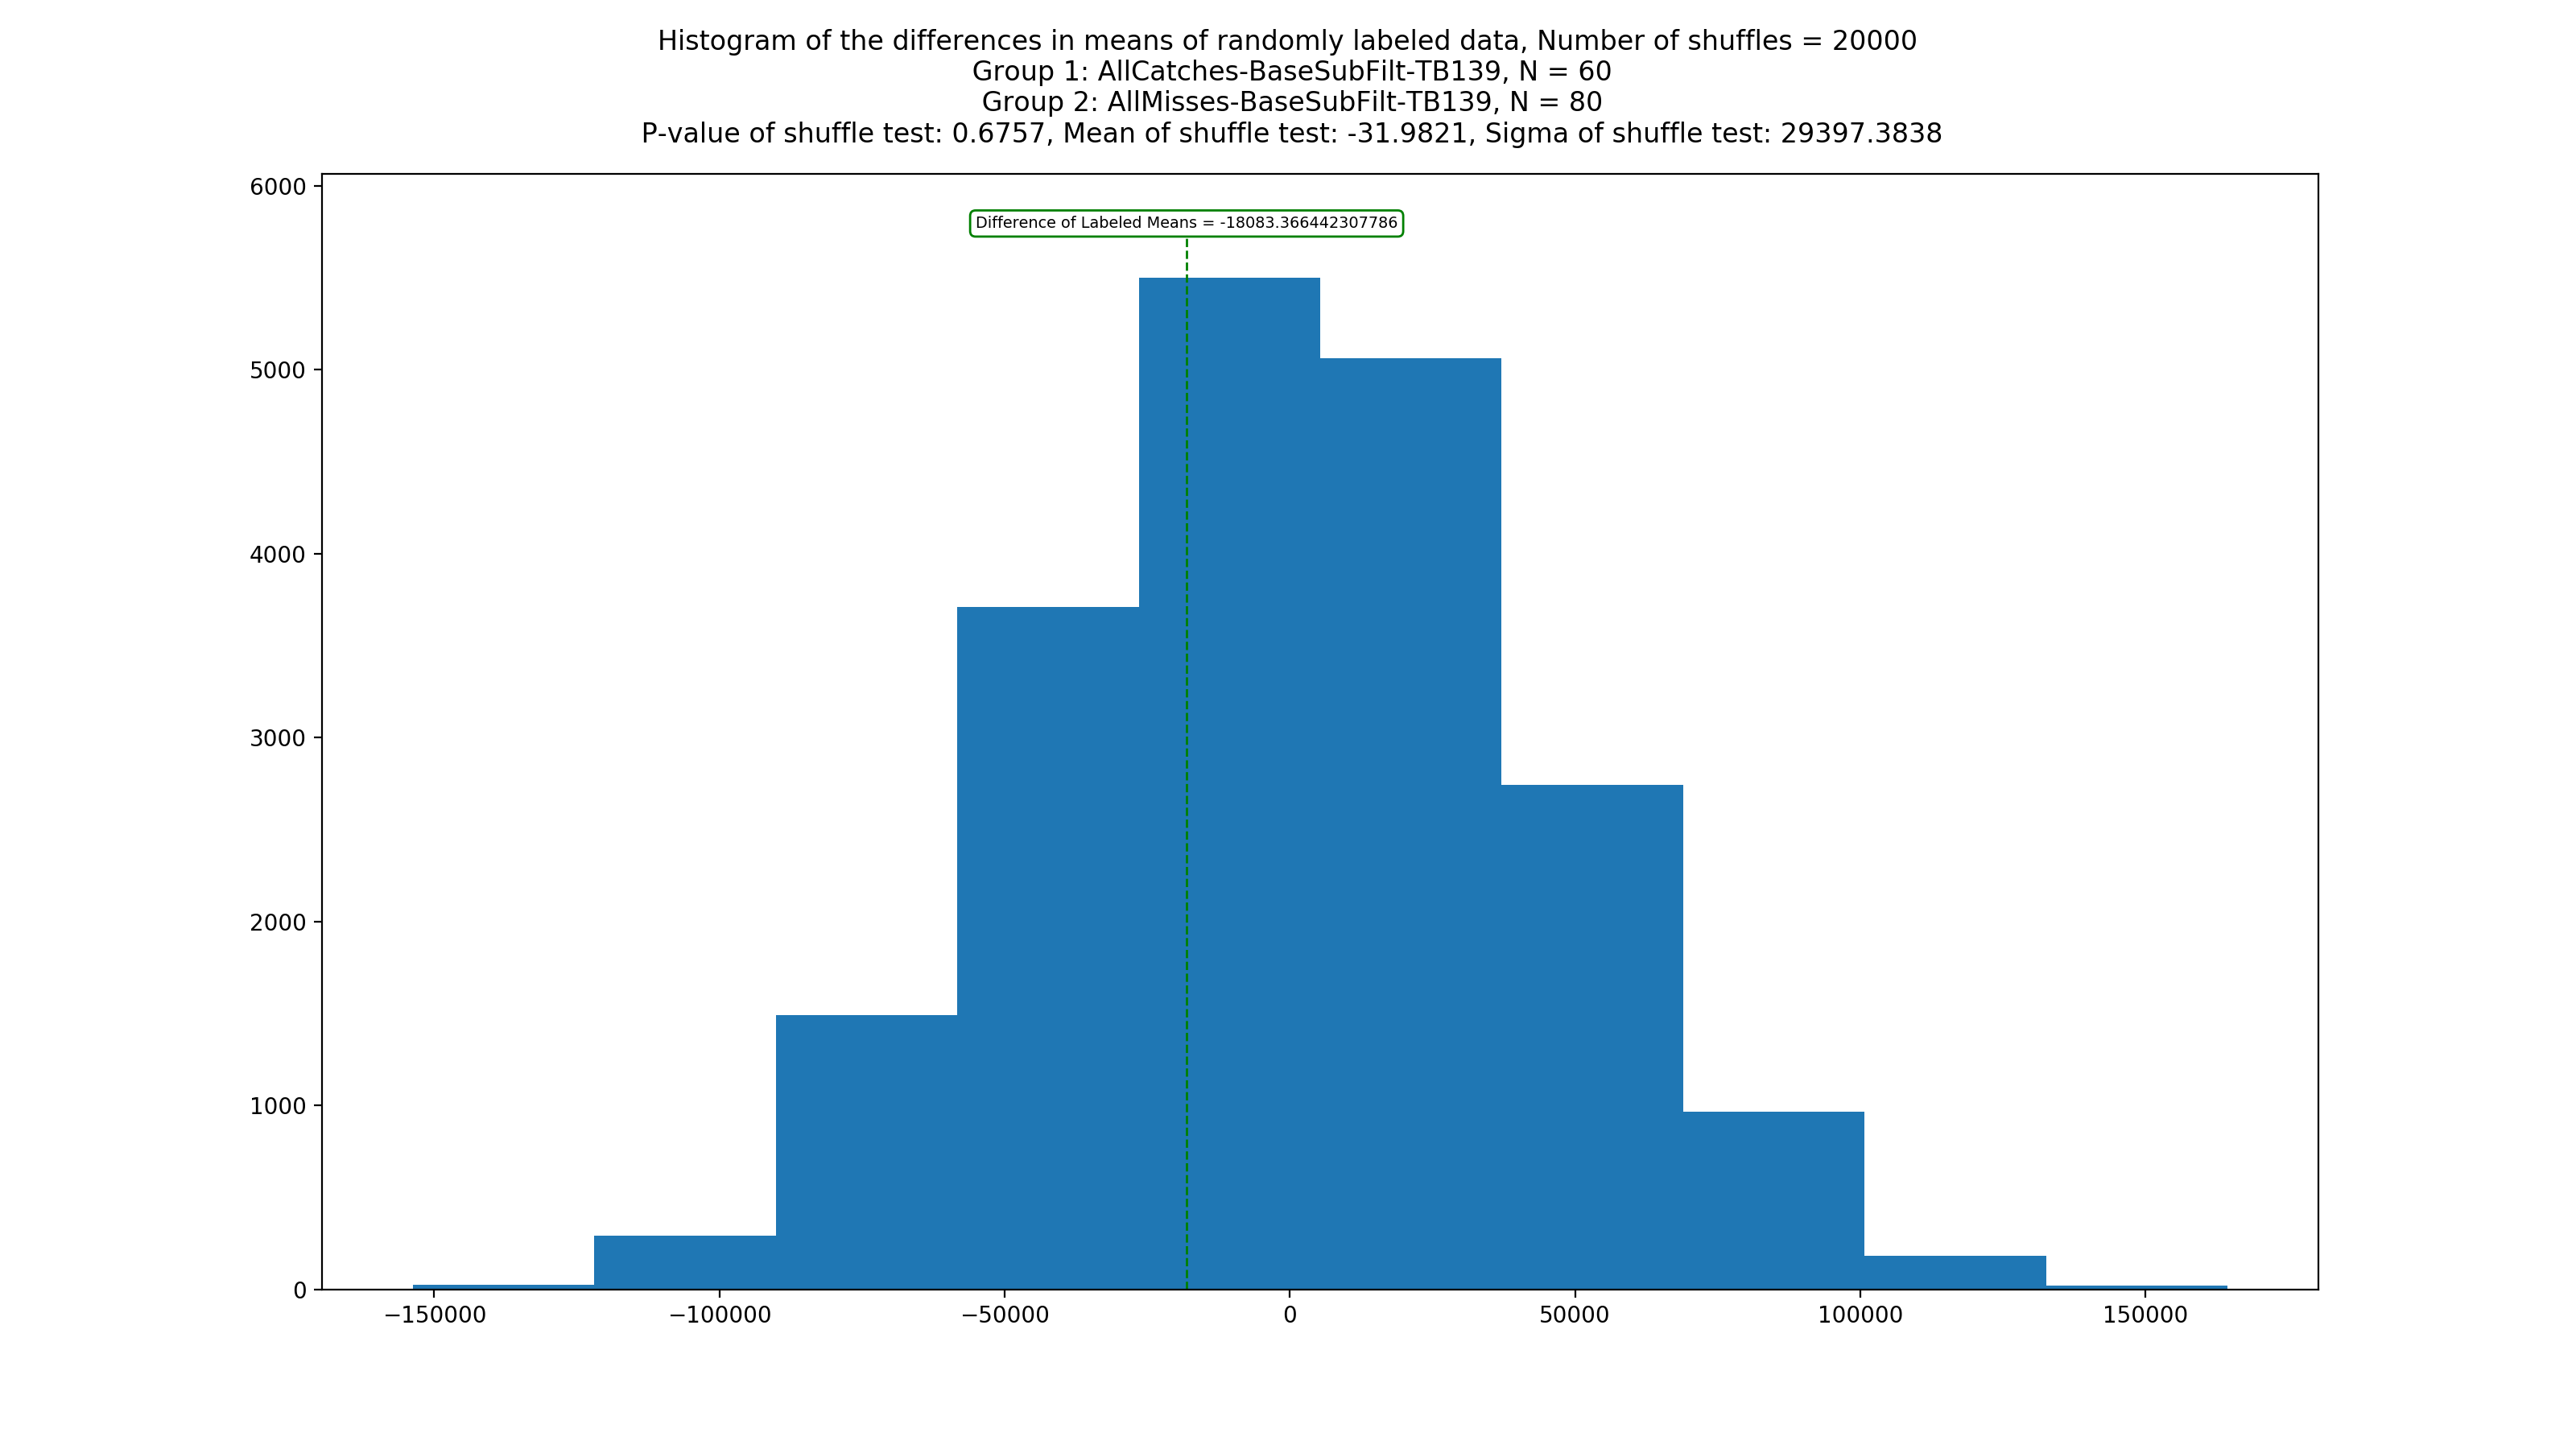 Histogram of the differences in means of randomly labeled data, Number of shuffles = 20000
Group 1: AllCatches-BaseSubFilt-TB139, N = 60
Group 2: AllMisses-BaseSubFilt-TB139, N = 80
P-value of shuffle test: 0.6757, Mean of shuffle test: -31.9821, Sigma of shuffle test: 29397.3838
6000
Difference of Labeled Means = -18083.366442307786
5000
4000
3000
2000
1000
0
−150000 −100000 −50000 0 50000 100000 150000